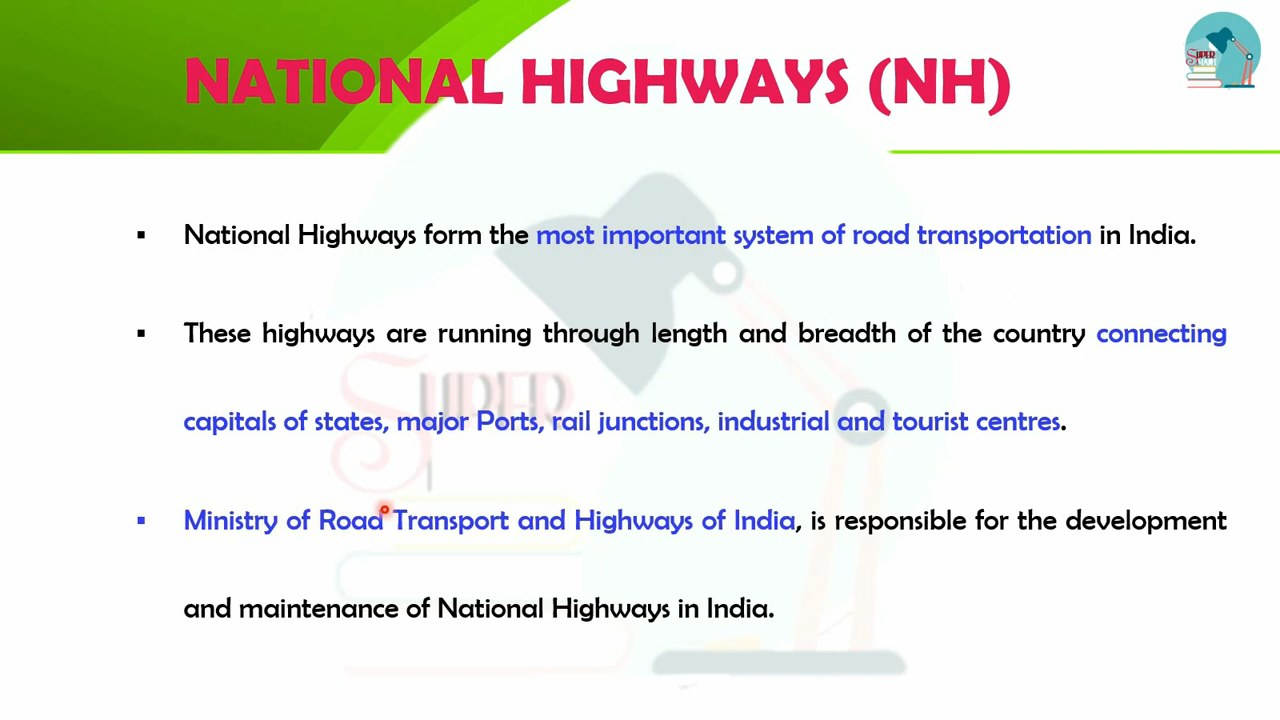 NATIONAL HIGHWAYS (NH)
SUPER
▪ National Highways form the most important system of road transportation in India.
▪ These highways are running through length and breadth of the country connecting
capitals of states, major Ports, rail junctions, industrial and tourist centres.
SUPER
▪ Ministry of Road Transport and Highways of India, is responsible for the development
and maintenance of National Highways in India.